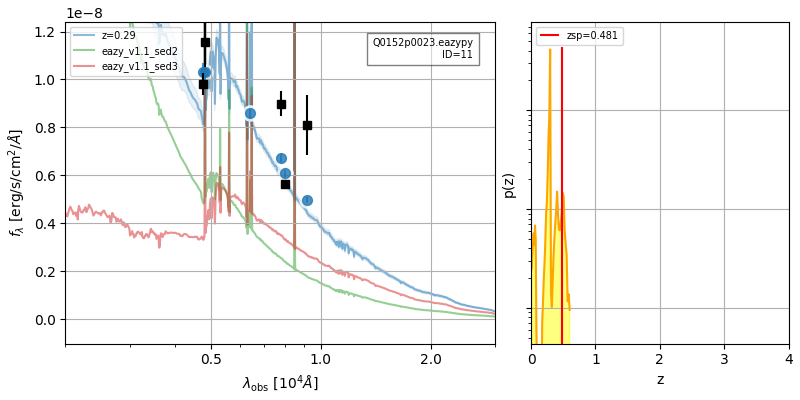 1e−8
z=0.29
eazy_v1.1_sed2
eazy_v1.1_sed3
Q0152p0023.eazypy
ID=11
zsp=0.481
1.2
1.0
0.8
0.6
0.4
0.2
0.0
fλ [erg/s/cm²/Å]
0.5
1.0
2.0
λobs [10⁴Å]
p(z)
0
1
2
3
4
z